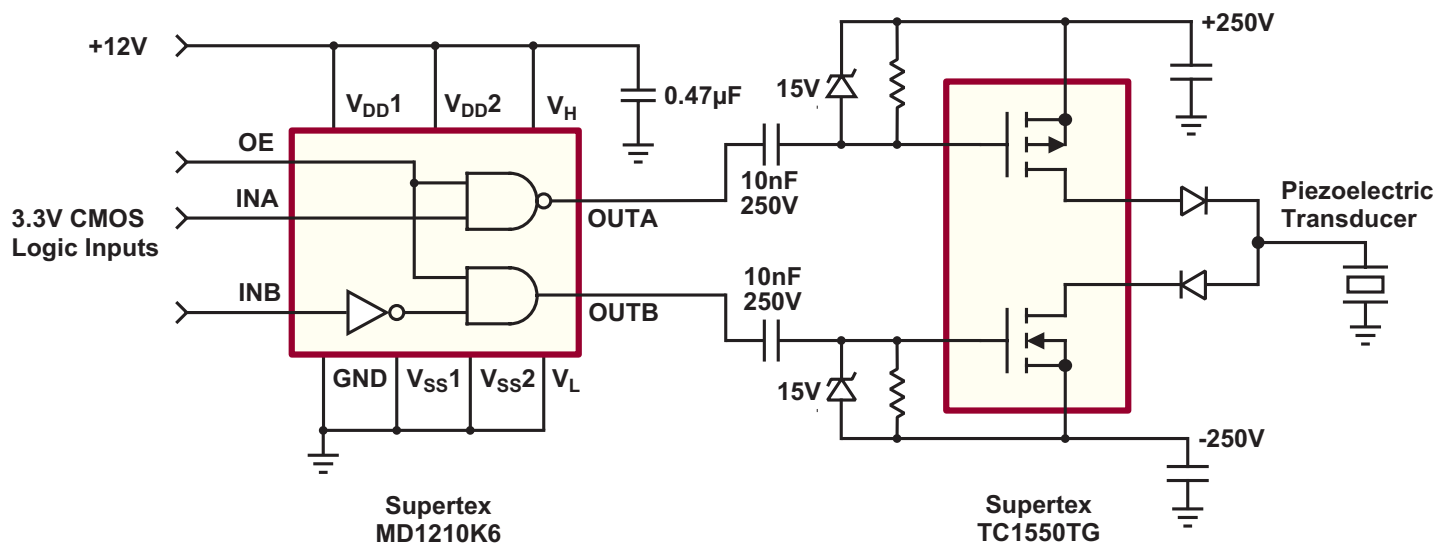 +12V
+250V
15V
0.47µF
VDD1
VDD2
VH
OE
INA
3.3V CMOS
Logic Inputs
10nF
250V
OUTA
Piezoelectric
Transducer
INB
10nF
250V
OUTB
GND
VSS1
VSS2
VL
15V
-250V
Supertex
MD1210K6
Supertex
TC1550TG